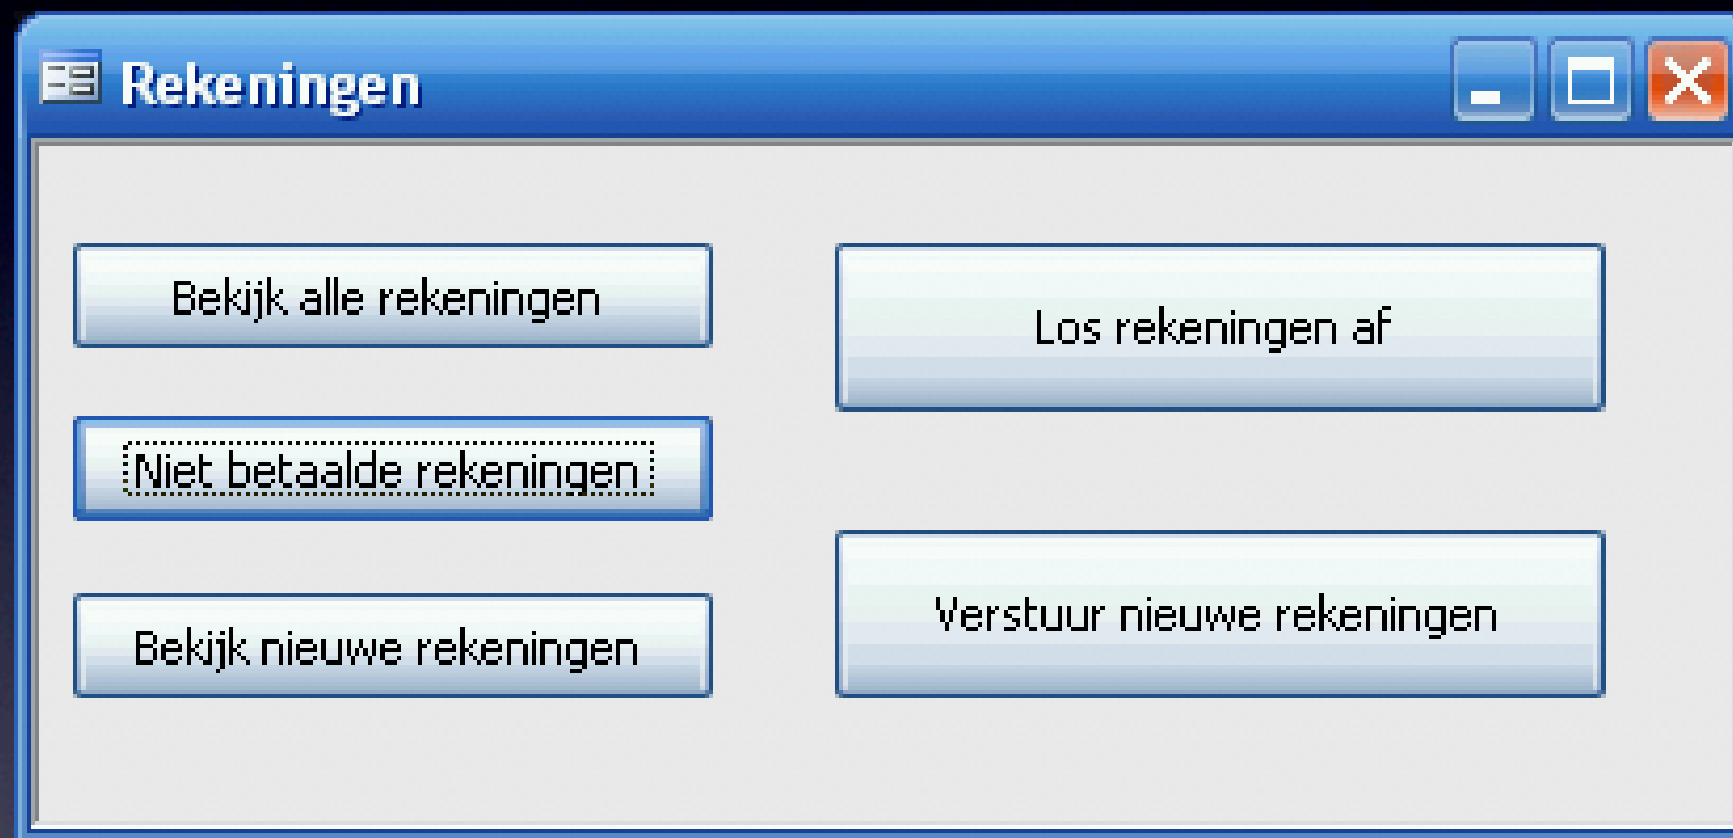 Rekeningen
Bekijk alle rekeningen
Niet betaalde rekeningen
Bekijk nieuwe rekeningen
Los rekeningen af
Verstuur nieuwe rekeningen